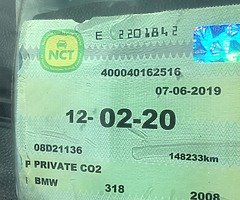 E 2201842
NCT
400040162516
07-06-2019
12-02-20
08D21136
148233km
P PRIVATE CO2
B BMW
318
2008